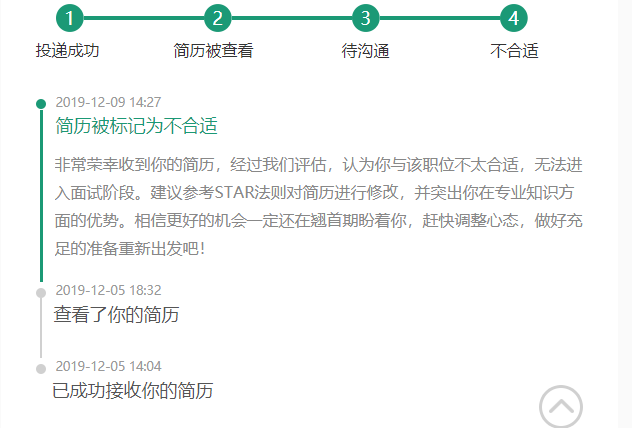 1 2 3 4
投递成功 简历被查看 待沟通 不合适
2019-12-09 14:27
简历被标记为不合适
非常荣幸收到你的简历，经过我们评估，认为你与该职位不太合适，无法进
入面试阶段。建议参考STAR法则对简历进行修改，并突出你在专业知识方
面的优势。相信更好的机会一定还在翘首期盼着你，赶快调整心态，做好充
足的准备重新出发吧！
2019-12-05 18:32
查看了你的简历
2019-12-05 14:04
已成功接收你的简历